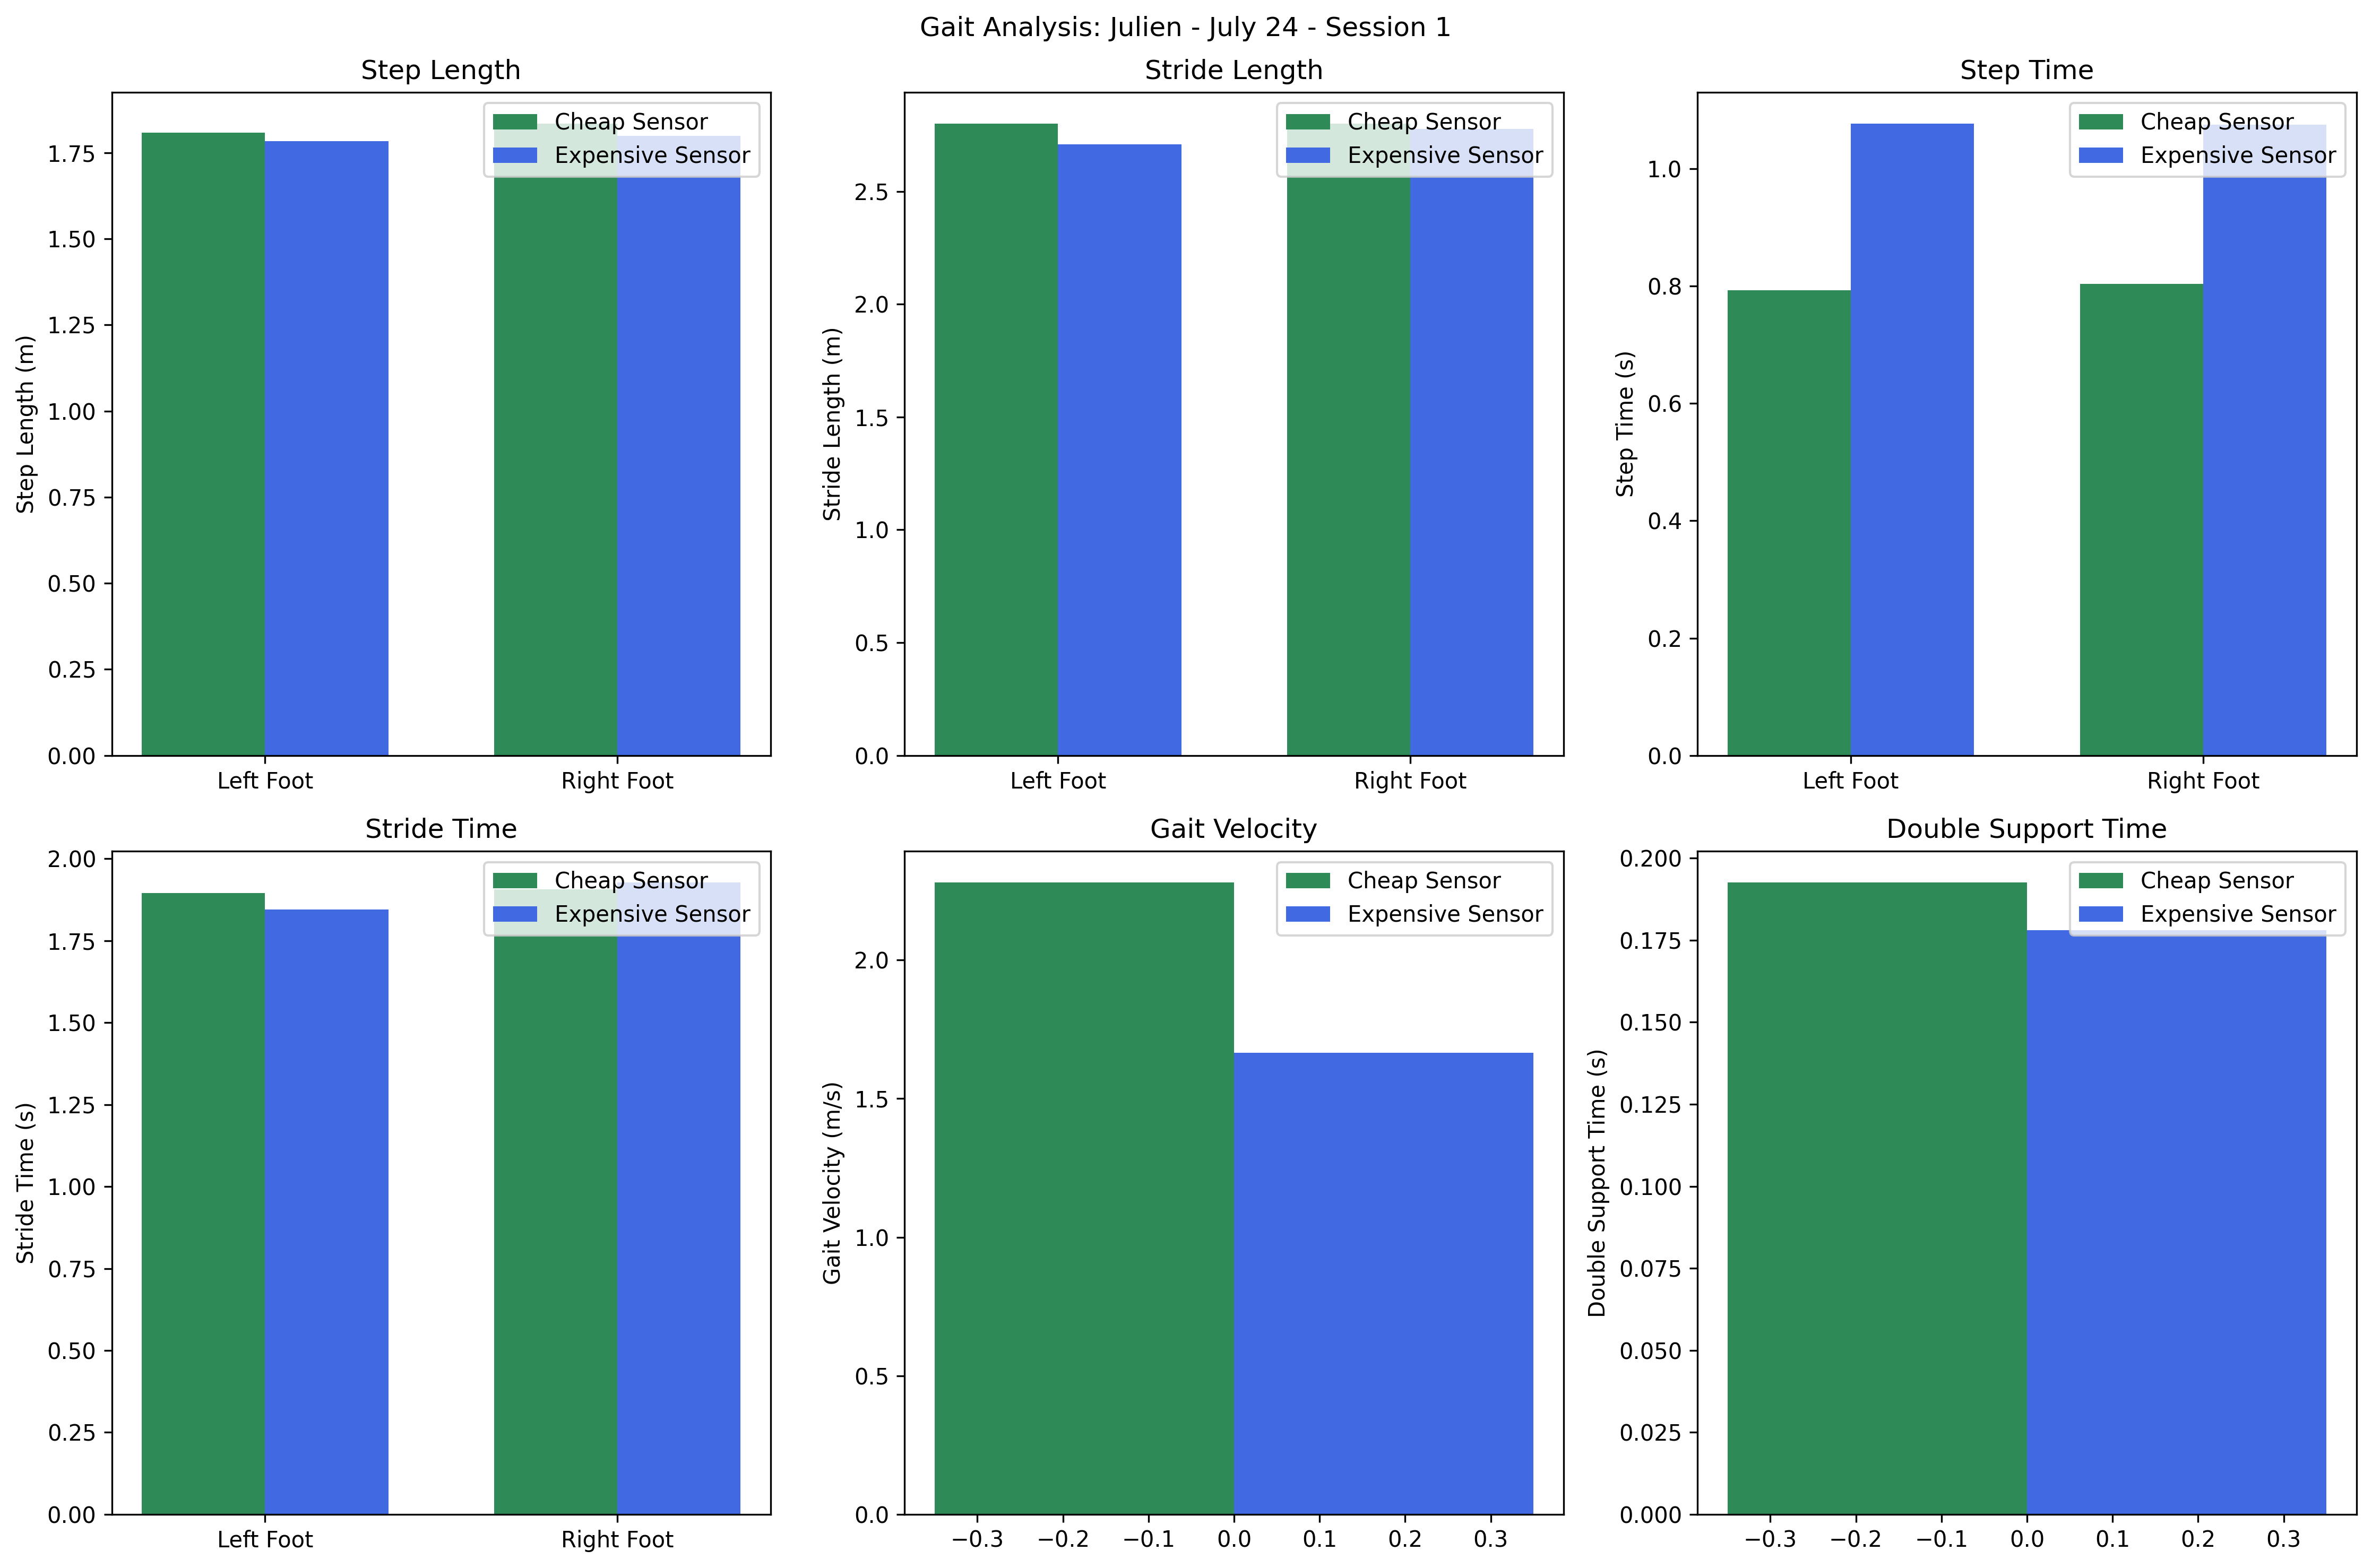 Gait Analysis: Julien - July 24 - Session 1
Step Length
Step Length (m)
1.75
1.50
1.25
1.00
0.75
0.50
0.25
0.00
Cheap Sensor
Expensive Sensor
Left Foot
Right Foot
Stride Length
Stride Length (m)
2.5
2.0
1.5
1.0
0.5
0.0
Cheap Sensor
Expensive Sensor
Left Foot
Right Foot
Step Time
Step Time (s)
1.0
0.8
0.6
0.4
0.2
0.0
Cheap Sensor
Expensive Sensor
Left Foot
Right Foot
Stride Time
Stride Time (s)
2.00
1.75
1.50
1.25
1.00
0.75
0.50
0.25
0.00
Cheap Sensor
Expensive Sensor
Left Foot
Right Foot
Gait Velocity
Gait Velocity (m/s)
2.0
1.5
1.0
0.5
0.0
Cheap Sensor
Expensive Sensor
−0.3 −0.2 −0.1 0.0 0.1 0.2 0.3
Double Support Time
Double Support Time (s)
0.200
0.175
0.150
0.125
0.100
0.075
0.050
0.025
0.000
Cheap Sensor
Expensive Sensor
−0.3 −0.2 −0.1 0.0 0.1 0.2 0.3